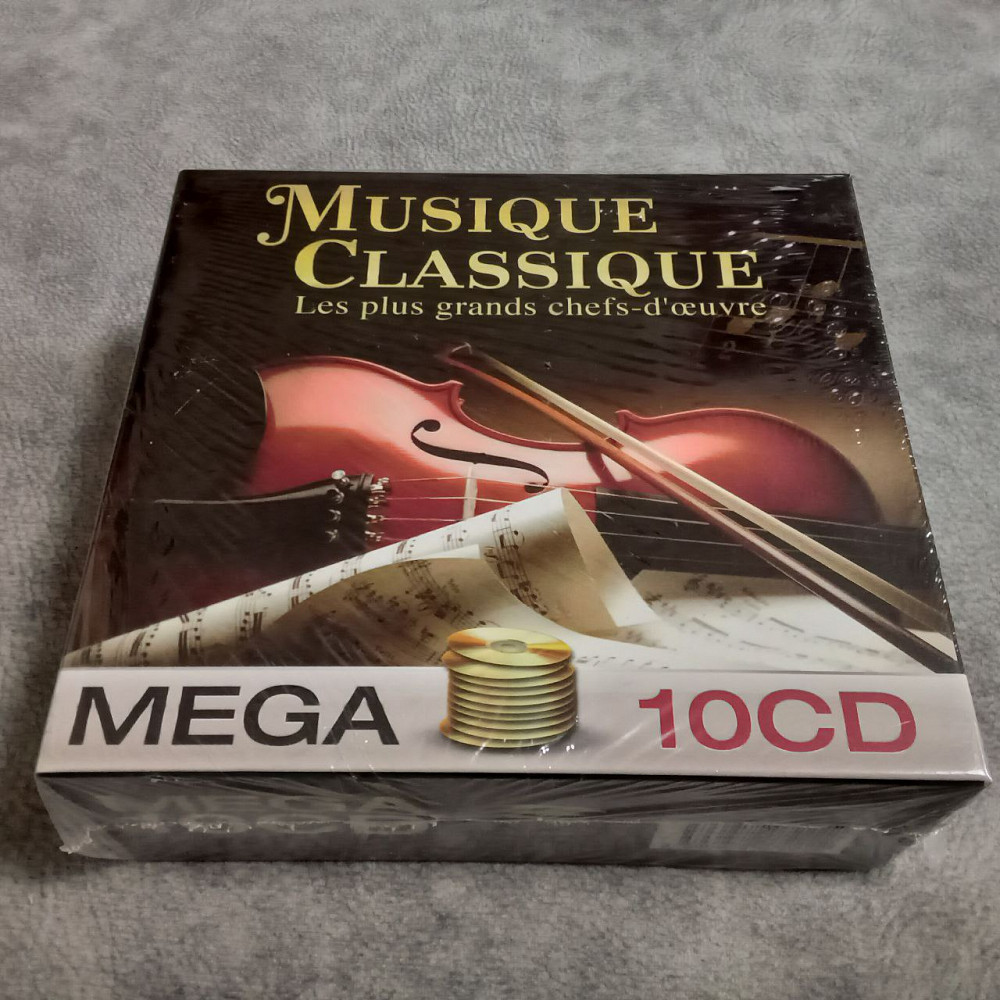 MUSIQUE
CLASSIQUE
Les plus grands chefs-d'œuvre
MEGA
10CD